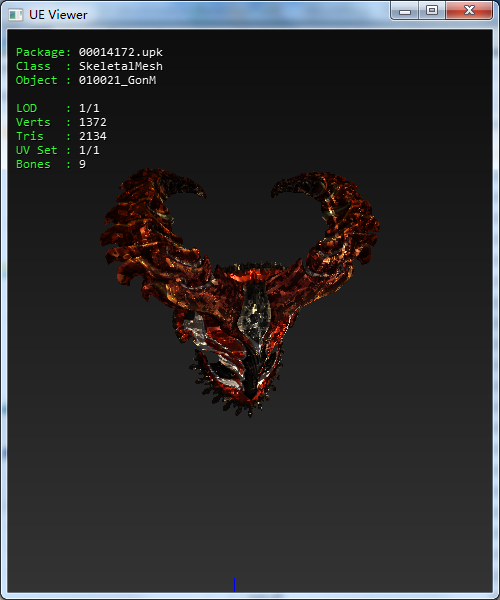 UE Viewer
Package: 00014172.upk
Class  : SkeletalMesh
Object : 010021_GonM
LOD    : 1/1
Verts  : 1372
Tris   : 2134
UV Set : 1/1
Bones  : 9